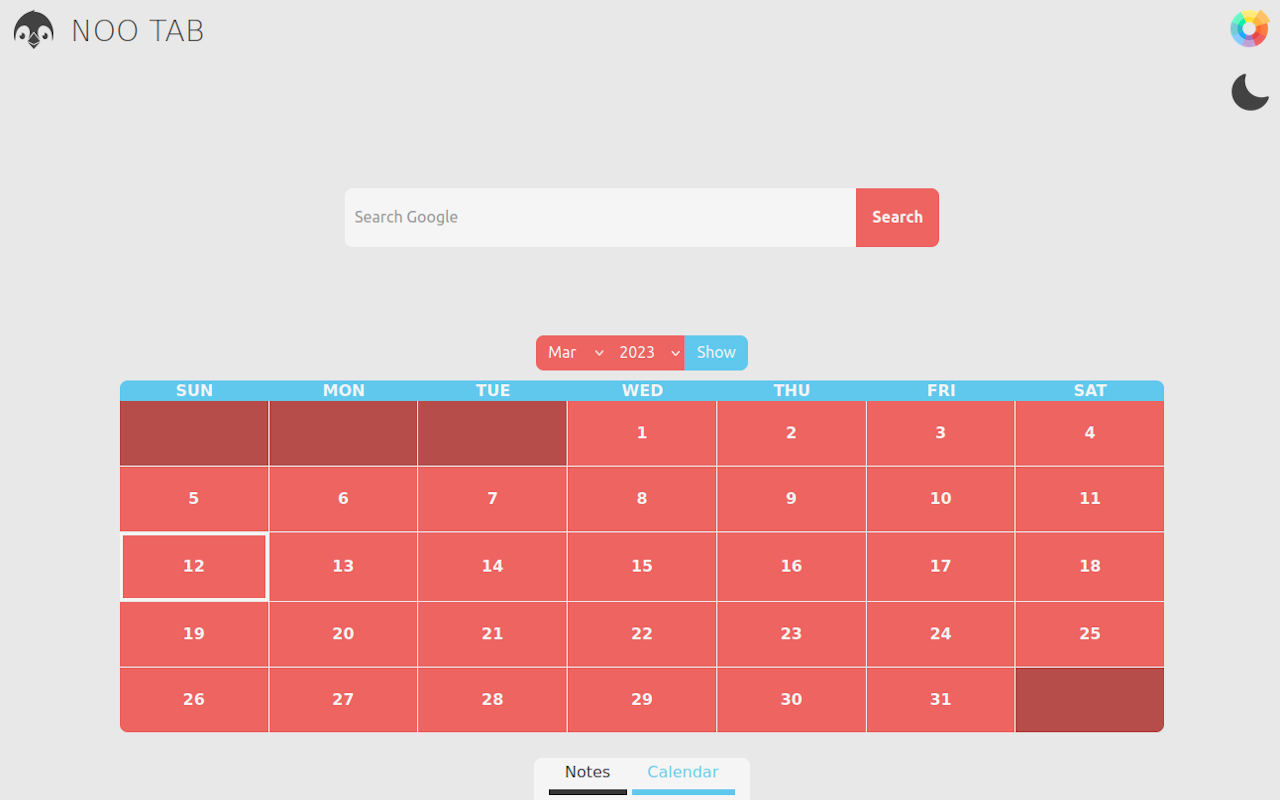 NOO TAB
Search Google Search
Mar 2023 Show
SUN MON TUE WED THU FRI SAT
1 2 3 4
5 6 7 8 9 10 11
12 13 14 15 16 17 18
19 20 21 22 23 24 25
26 27 28 29 30 31
Notes Calendar